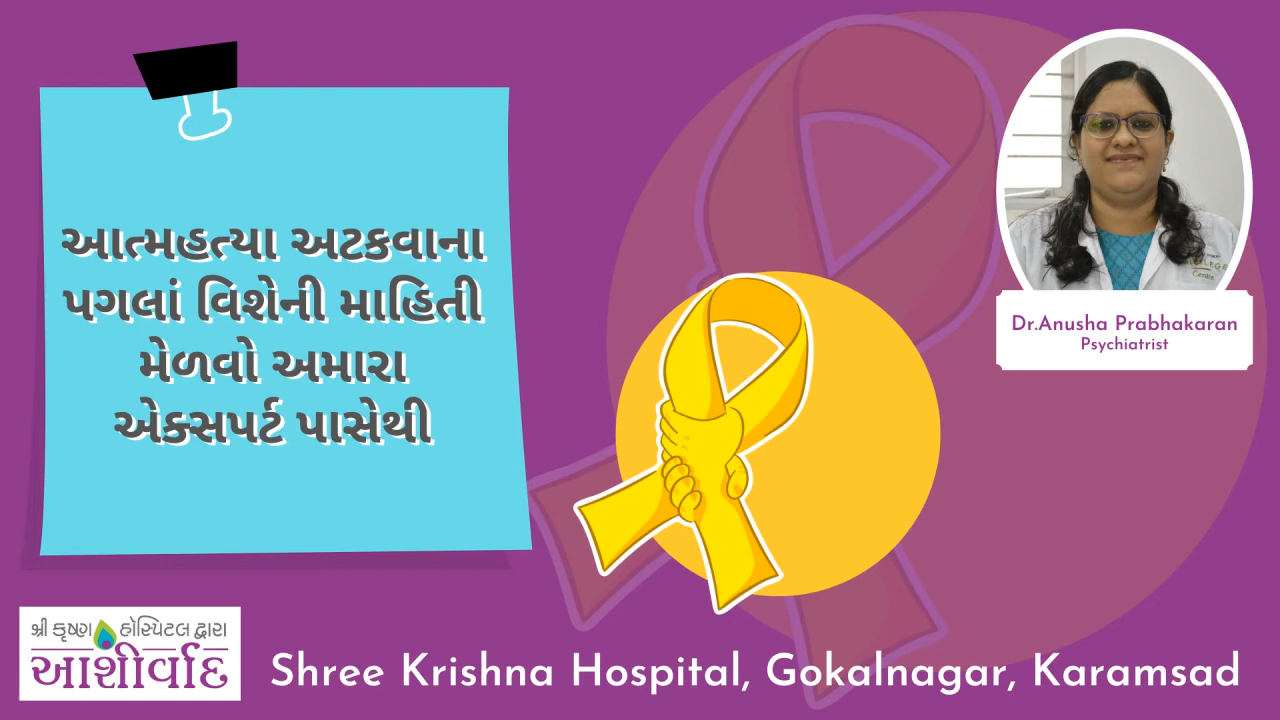 આત્મહત્યા અટકવાના
પગલાં વિશેની માહિતી
મેળવો અમારા
એક્સપર્ટ પાસેથી
Dr.Anusha Prabhakaran
Psychiatrist
શ્રી કૃષ્ણ હોસ્પિટલ દ્વારા
આશીર્વાદ
Shree Krishna Hospital, Gokalnagar, Karamsad